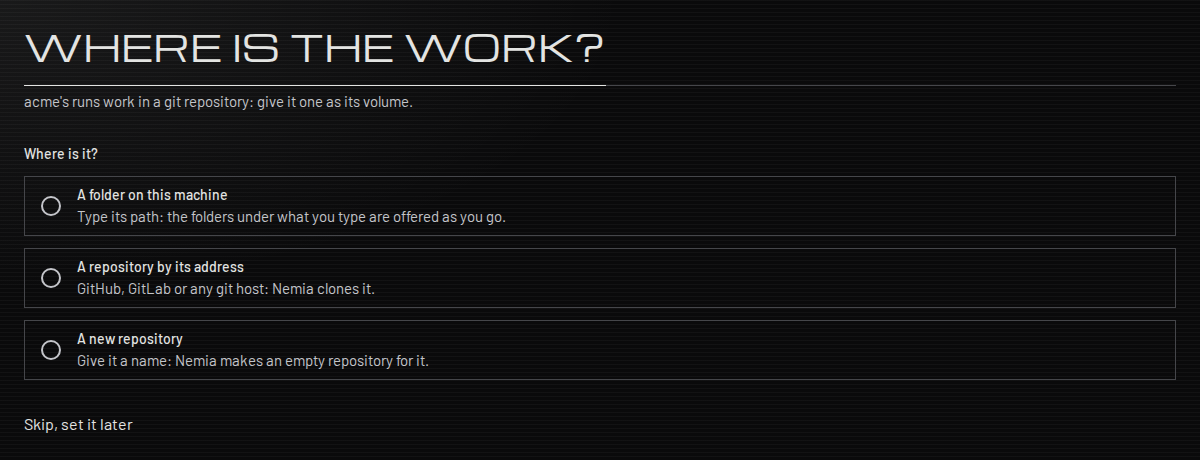 WHERE IS THE WORK?
acme's runs work in a git repository: give it one as its volume.
Where is it?
A folder on this machine
Type its path: the folders under what you type are offered as you go.
A repository by its address
GitHub, GitLab or any git host: Nemia clones it.
A new repository
Give it a name: Nemia makes an empty repository for it.
Skip, set it later